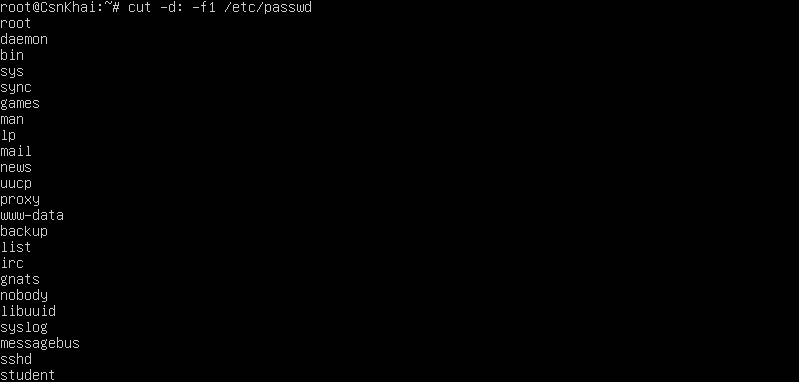 root@CsnKhai:~# cut -d: -f1 /etc/passwd
root
daemon
bin
sys
sync
games
man
lp
mail
news
uucp
proxy
www-data
backup
list
irc
gnats
nobody
libuuid
syslog
messagebus
sshd
student